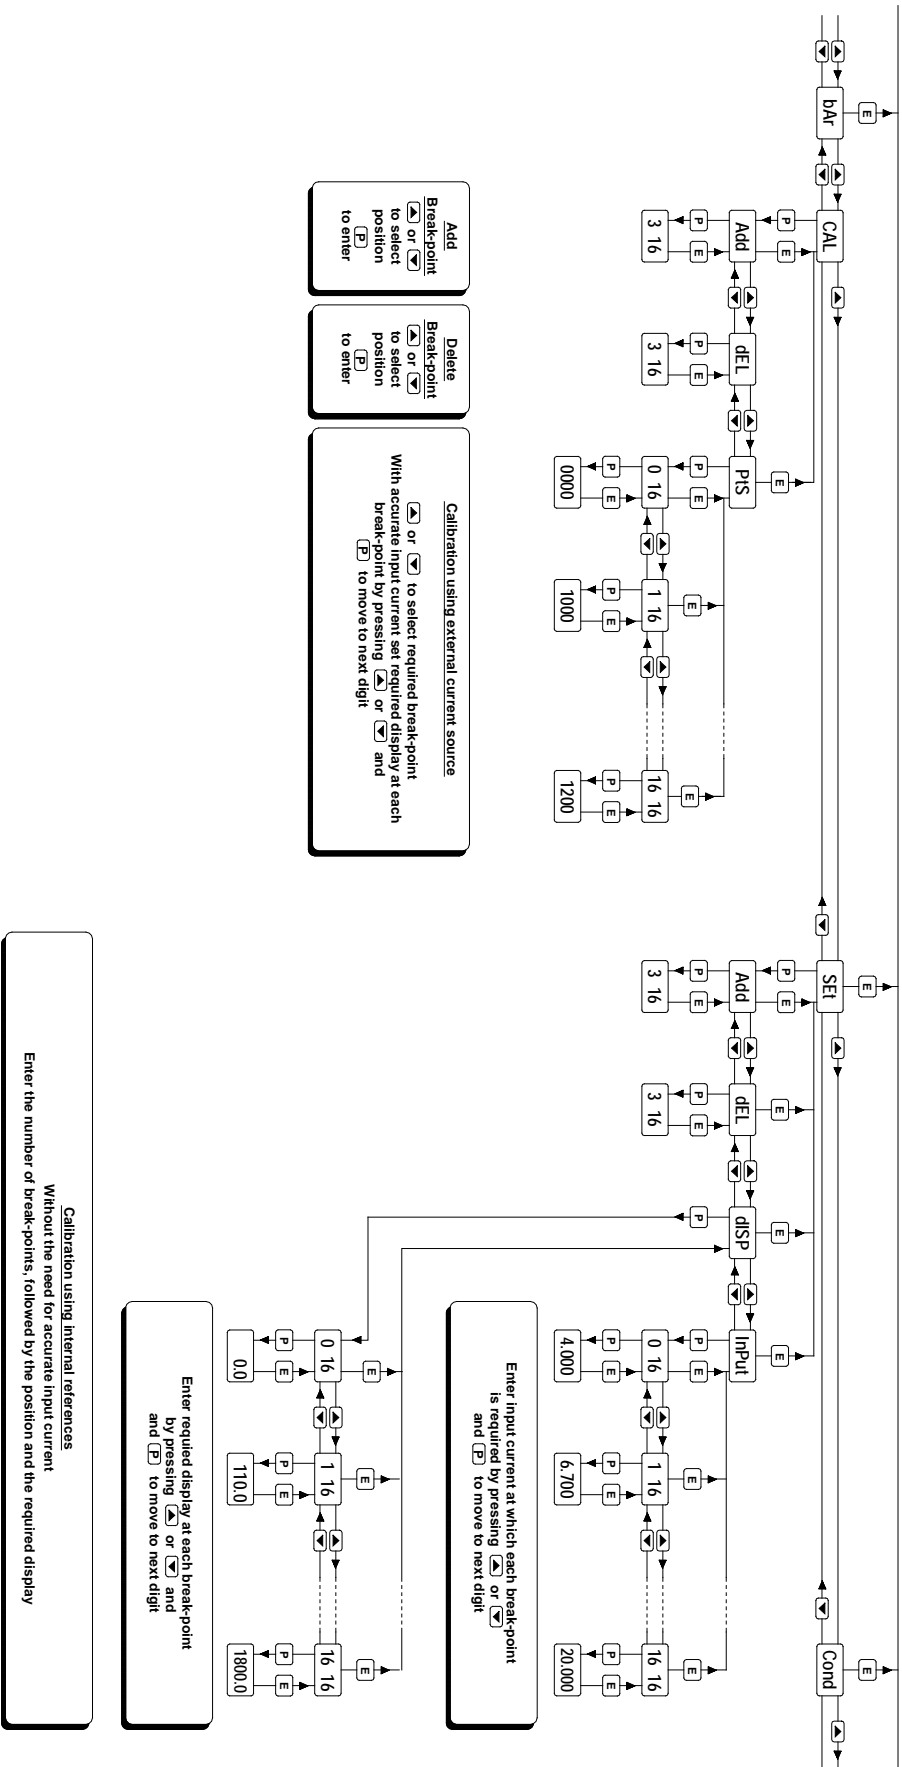 E E E
bAr CAL SEt Cond
P E E P E E E E
Add dEL PtS Add dEL dISP InPut
P E P E P E E E P E P E P P E E E
3 16 3 16 0 16 1 16 16 16 3 16 3 16 0 16 1 16 16 16
P E P E P E P E P E P E
0000 1000 1200 4.000 6.700 20.000
Add
Break-point
▲ or ▼
to select
position
P
to enter
Delete
Break-point
▲ or ▼
to select
position
P
to enter
Calibration using external current source
▲ or ▼ to select required break-point
With accurate input current set required display at each
break-point by pressing ▲ or ▼ and
P to move to next digit
Enter input current at which each break-point
is required by pressing ▲ or ▼
and P to move to next digit
E E E
0 16 1 16 16 16
P E P E P E
0.0 110.0 1800.0
Enter requied display at each break-point
by pressing ▲ or ▼ and
and P to move to next digit
Calibration using internal references
Without the need for accurate input current
Enter the number of break-points, followed by the position and the required display